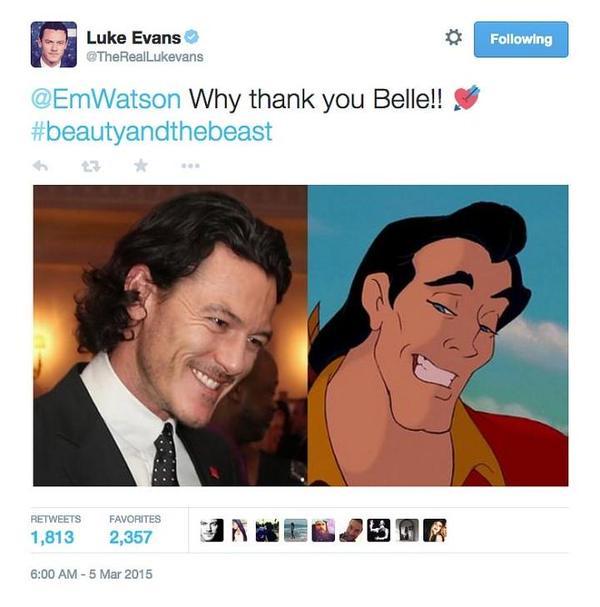 Luke Evans
@TheRealLukevans
Following
@EmWatson Why thank you Belle!!
#beautyandthebeast
RETWEETS FAVORITES
1,813 2,357
6:00 AM - 5 Mar 2015